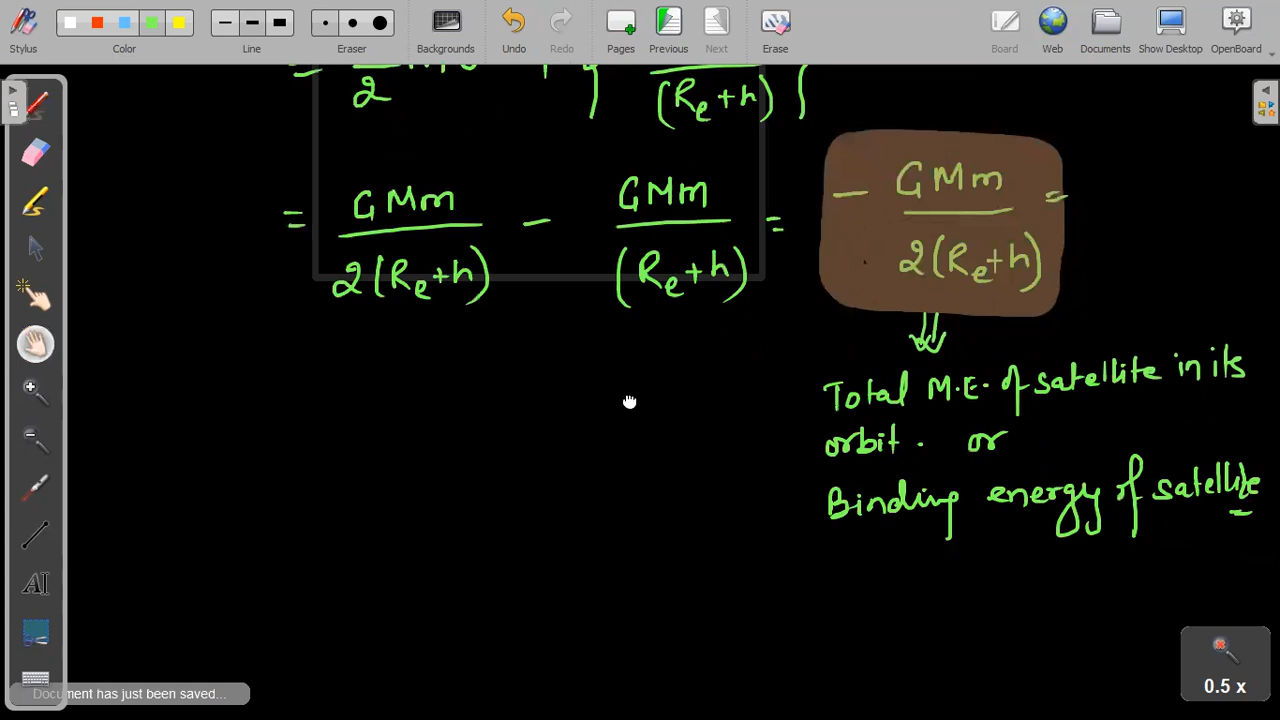 Stylus
Color
Line
Eraser
Backgrounds
Undo
Redo
Pages
Previous
Next
Erase
Board
Web
Documents
Show Desktop
OpenBoard
2 (Re+h)
= GMm / 2(Re+h) - GMm / (Re+h) = - GMm / 2(Re+h) =
Total M.E. of satellite in its
orbit. or
Binding energy of satellite
Document has just been saved...
0.5 x